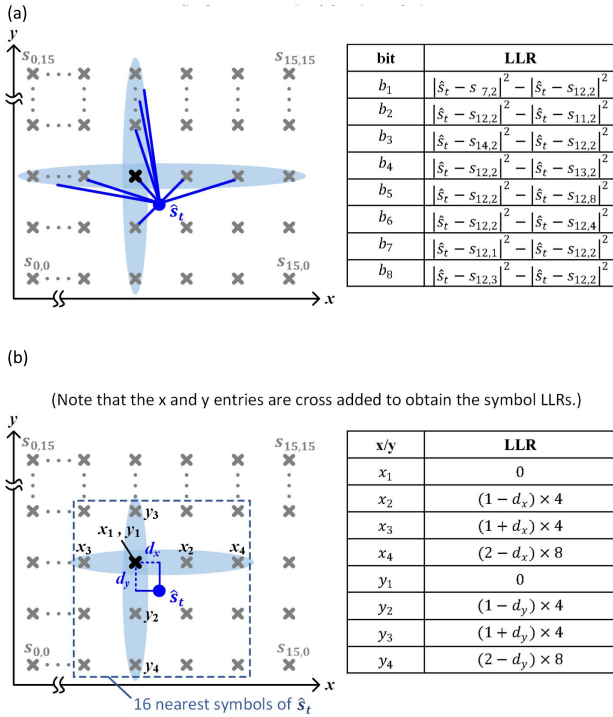 (a)
y
s0,15
s15,15
ŝt
s0,0
s15,0
x
bit LLR
b1 |ŝt − s 7,2|² − |ŝt − s12,2|²
b2 |ŝt − s12,2|² − |ŝt − s11,2|²
b3 |ŝt − s14,2|² − |ŝt − s12,2|²
b4 |ŝt − s12,2|² − |ŝt − s13,2|²
b5 |ŝt − s12,2|² − |ŝt − s12,8|²
b6 |ŝt − s12,2|² − |ŝt − s12,4|²
b7 |ŝt − s12,1|² − |ŝt − s12,2|²
b8 |ŝt − s12,3|² − |ŝt − s12,2|²
(b)
(Note that the x and y entries are cross added to obtain the symbol LLRs.)
y
s0,15
s15,15
y3
x1 , y1
x3
dx
x2
x4
dy
ŝt
y2
s0,0
y4
s15,0
x
16 nearest symbols of ŝt
x/y LLR
x1 0
x2 (1 − dx) × 4
x3 (1 + dx) × 4
x4 (2 − dx) × 8
y1 0
y2 (1 − dy) × 4
y3 (1 + dy) × 4
y4 (2 − dy) × 8